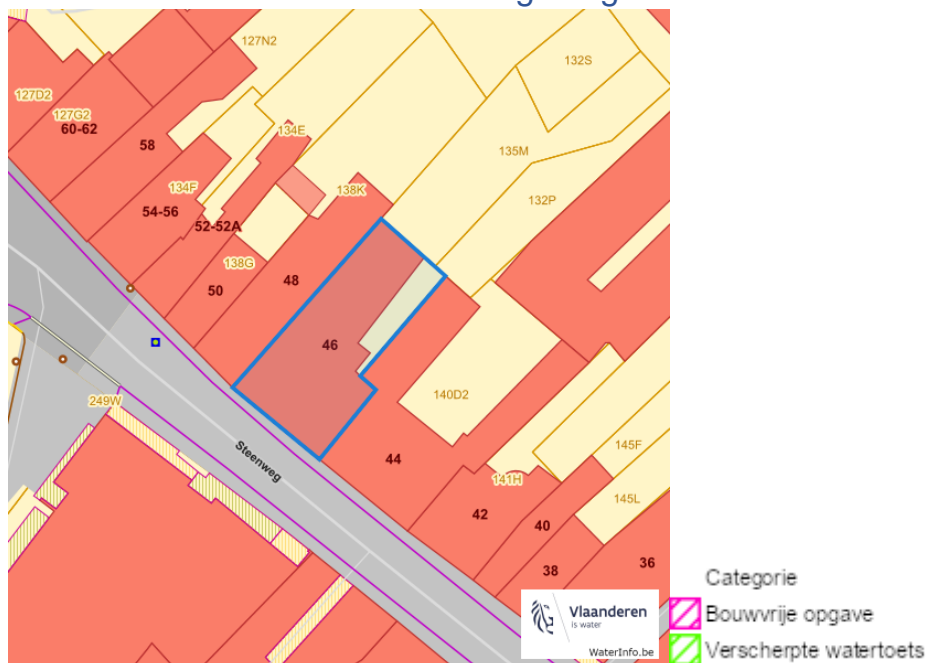 127N2
132S
127D2
127G2
60-62
134E
58
135M
134F
138K
132P
54-56
52-52A
138G
48
50
46
140D2
249W
Steenweg
145F
44
141H
145L
42
40
36
38
Vlaanderen
is water
WaterInfo.be
Categorie
Bouwvrije opgave
Verscherpte watertoets